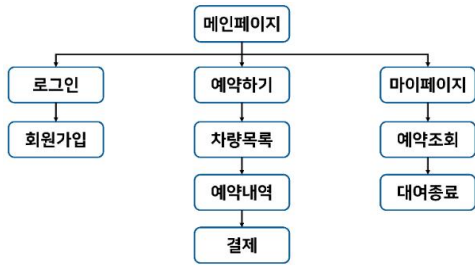 메인페이지
로그인 예약하기 마이페이지
회원가입 차량목록 예약조회
예약내역 대여종료
결제